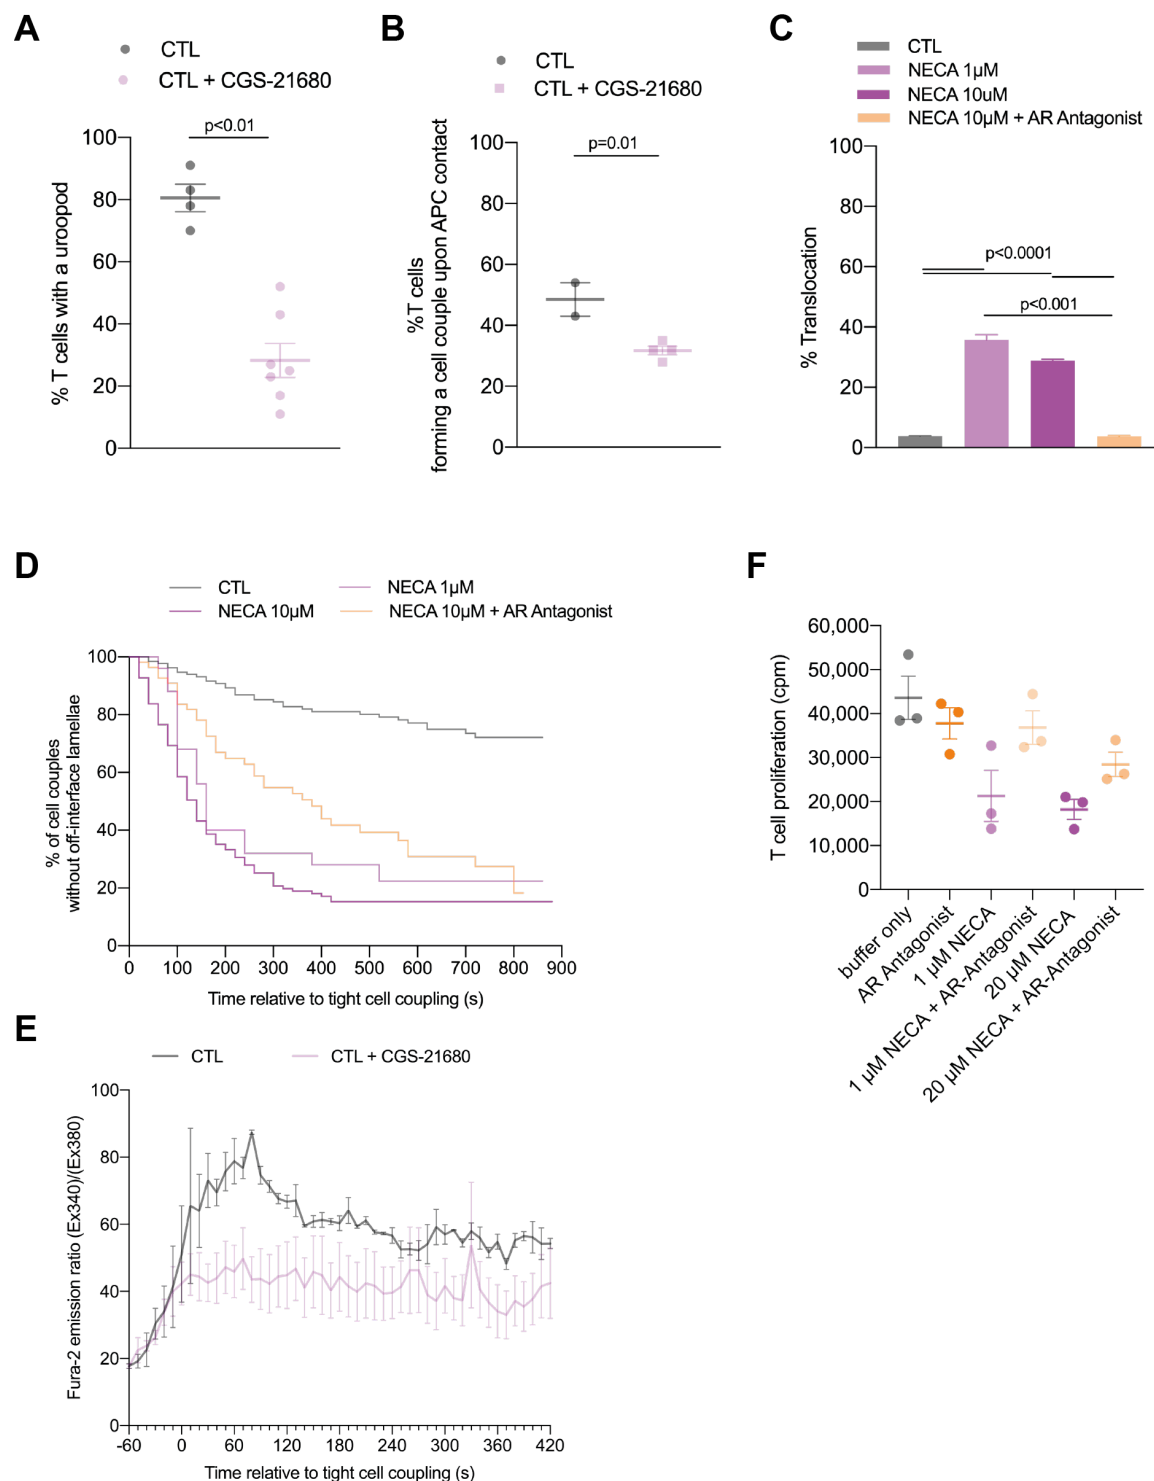 A
CTL
CTL + CGS-21680
p<0.01
% T cells with a uroopod
100
80
60
40
20
0
B
CTL
CTL + CGS-21680
p=0.01
%T cells
forming a cell couple upon APC contact
100
80
60
40
20
0
C
CTL
NECA 1µM
NECA 10uM
NECA 10µM + AR Antagonist
p<0.0001
p<0.001
% Translocation
100
80
60
40
20
0
D
CTL
NECA 1µM
NECA 10µM
NECA 10µM + AR Antagonist
% of cell couples
without off-interface lamellae
100
80
60
40
20
0
0 100 200 300 400 500 600 700 800 900
Time relative to tight cell coupling (s)
F
T cell proliferation (cpm)
60,000
50,000
40,000
30,000
20,000
10,000
0
buffer only
AR Antagonist
1 µM NECA
1 µM NECA + AR-Antagonist
20 µM NECA
20 µM NECA + AR-Antagonist
E
CTL
CTL + CGS-21680
Fura-2 emission ratio (Ex340)/(Ex380)
100
80
60
40
20
0
-60 0 60 120 180 240 300 360 420
Time relative to tight cell coupling (s)